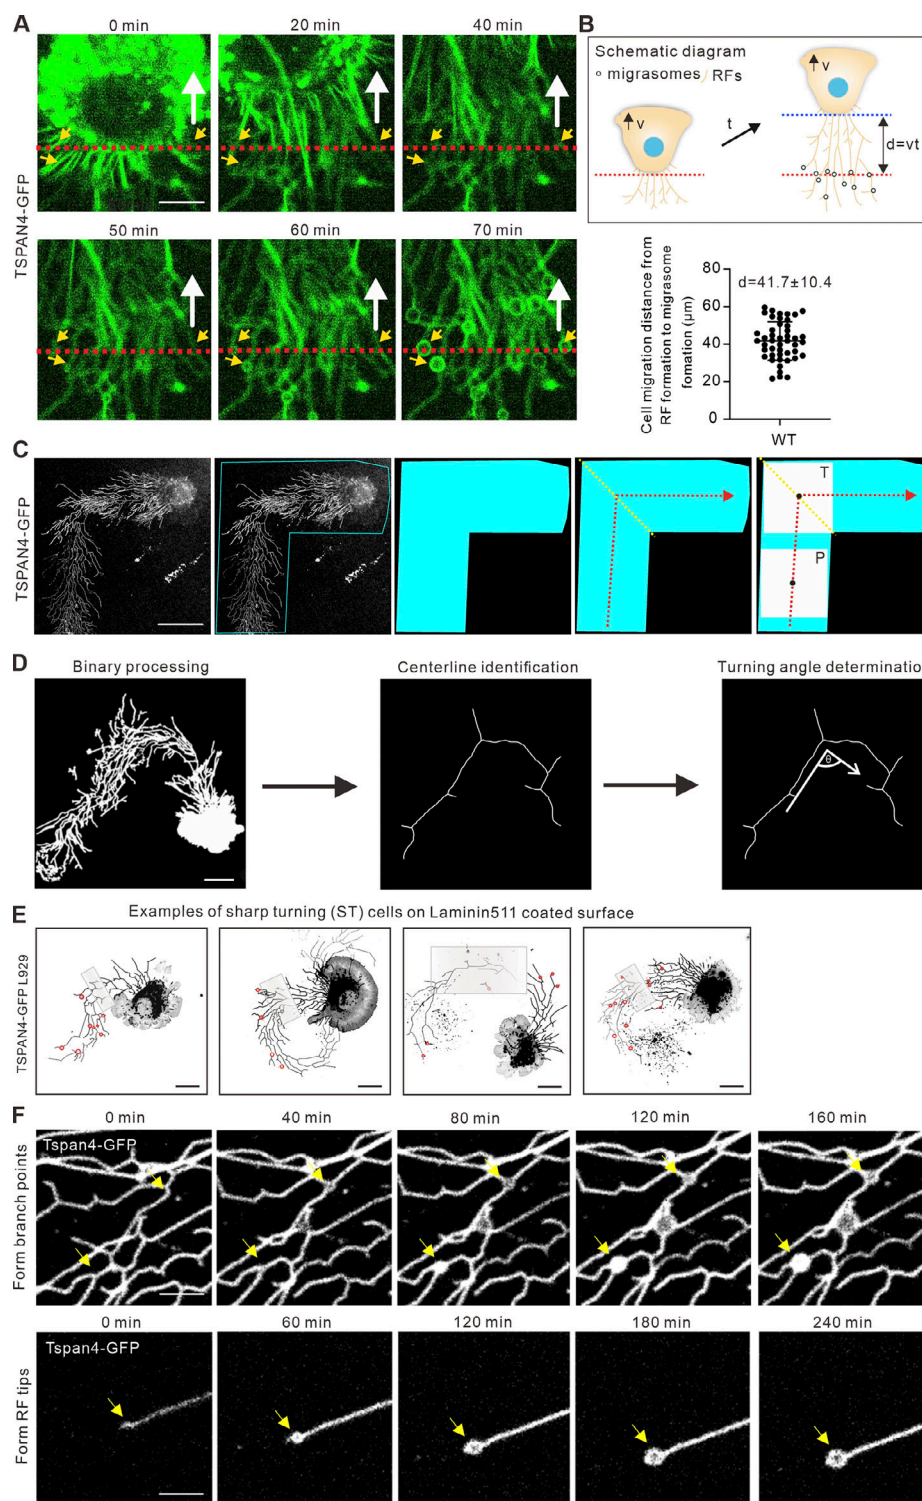 A
0 min
20 min
40 min
TSPAN4-GFP
50 min
60 min
70 min
B
Schematic diagram
migrasomes
RFs
v
t
v
d=vt
Cell migration distance from
RF formation to migrasome
fomation (μm)
80
60
40
20
0
d=41.7±10.4
WT
C
TSPAN4-GFP
T
P
D
Binary processing
Centerline identification
Turning angle determination
θ
E
Examples of sharp turning (ST) cells on Laminin511 coated surface
TSPAN4-GFP L929
F
0 min
40 min
80 min
120 min
160 min
Form branch points
Tspan4-GFP
0 min
60 min
120 min
180 min
240 min
Form RF tips
Tspan4-GFP